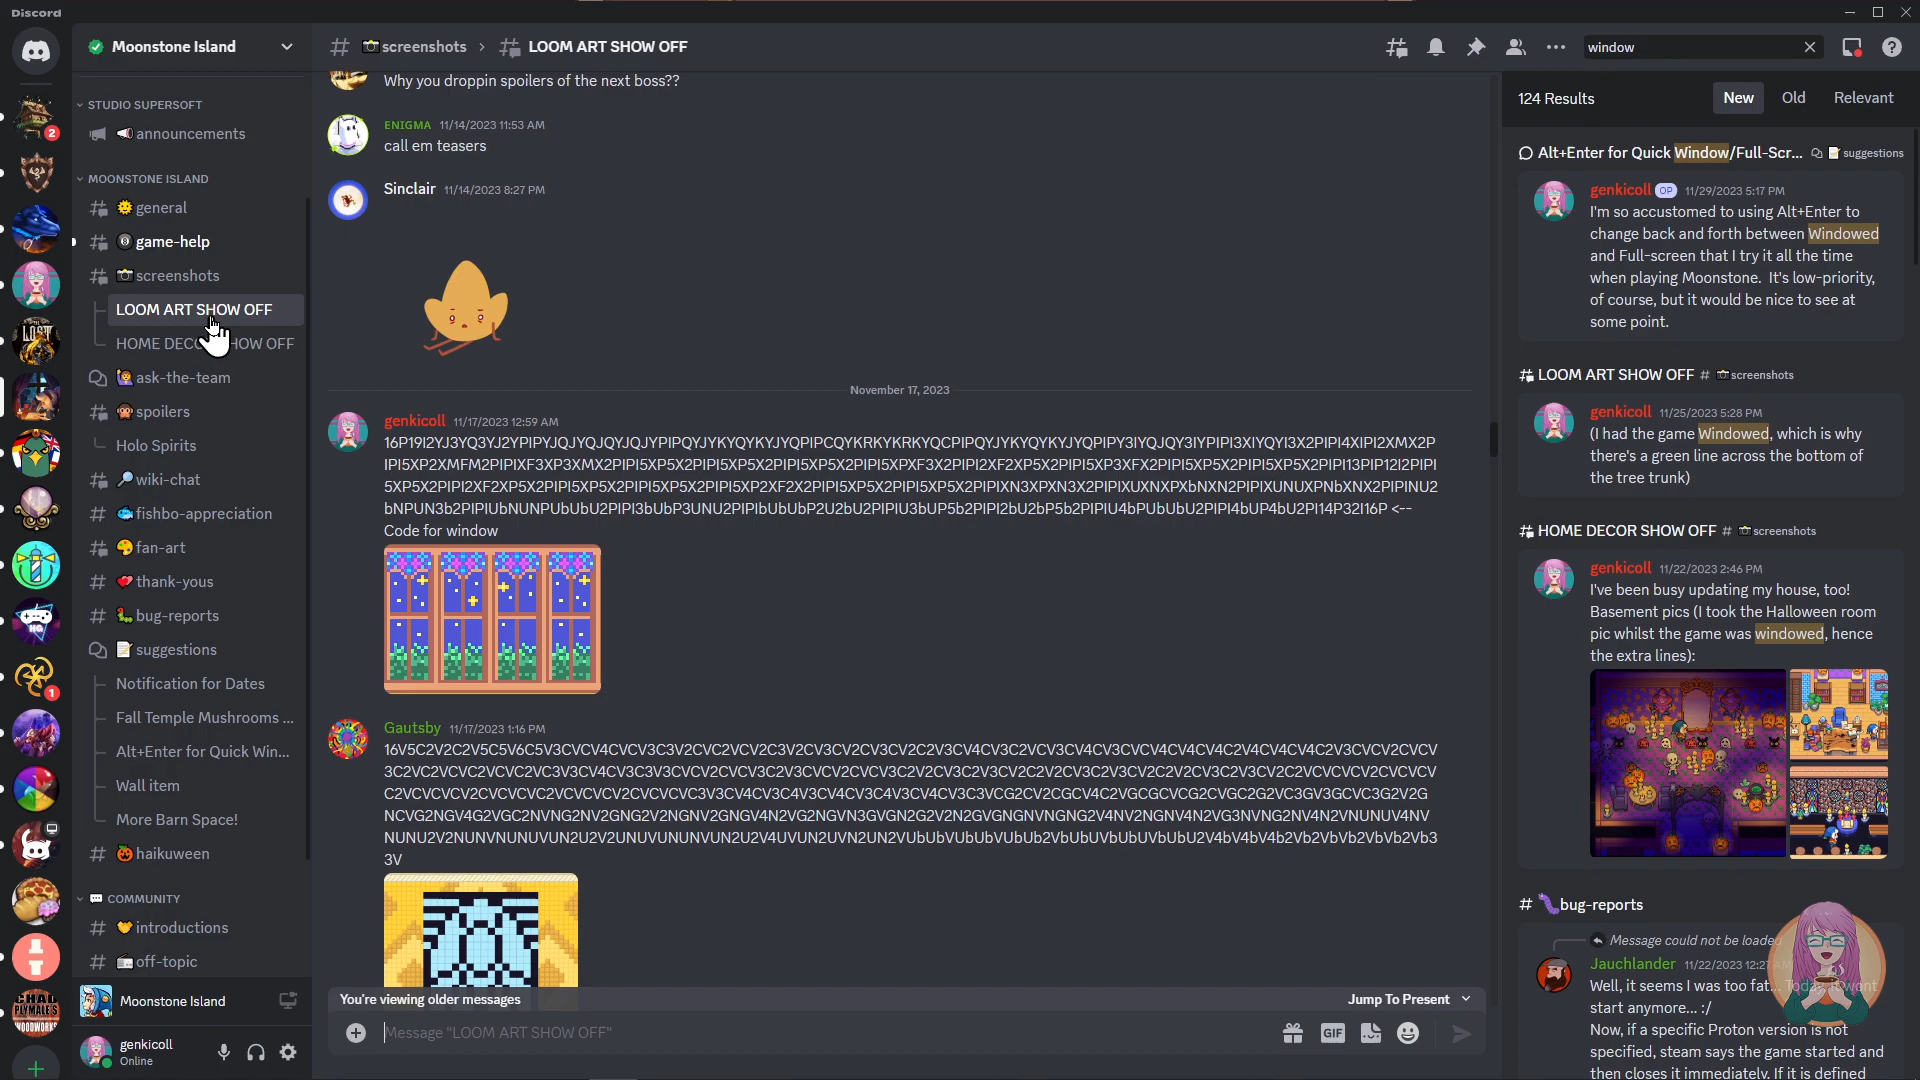 Discord
Moonstone Island
STUDIO SUPERSOFT
announcements
MOONSTONE ISLAND
general
game-help
screenshots
LOOM ART SHOW OFF
HOME DEC HOW OFF
ask-the-team
spoilers
Holo Spirits
wiki-chat
fishbo-appreciation
fan-art
thank-yous
bug-reports
suggestions
Notification for Dates
Fall Temple Mushrooms ...
Alt+Enter for Quick Win...
Wall item
More Barn Space!
haikuween
COMMUNITY
introductions
off-topic
Moonstone Island
genkicoll
Online
2
1
THE LOST
HG
CHAD
PLYMALE'S
WOODWORKS
screenshots > LOOM ART SHOW OFF
Why you droppin spoilers of the next boss??
ENIGMA 11/14/2023 11:53 AM
call em teasers
Sinclair 11/14/2023 8:27 PM
November 17, 2023
genkicoll 11/17/2023 12:59 AM
Code for window
Gautsby 11/17/2023 1:16 PM
3V
You're viewing older messages
Jump To Present
Message "LOOM ART SHOW OFF"
GIF
window
124 Results
New
Old
Relevant
Alt+Enter for Quick Window/Full-Scr... suggestions
genkicoll OP 11/29/2023 5:17 PM
I'm so accustomed to using Alt+Enter to
change back and forth between Windowed
and Full-screen that I try it all the time
when playing Moonstone. It's low-priority,
of course, but it would be nice to see at
some point.
LOOM ART SHOW OFF # screenshots
genkicoll 11/25/2023 5:28 PM
(I had the game Windowed, which is why
there's a green line across the bottom of
the tree trunk)
HOME DECOR SHOW OFF # screenshots
genkicoll 11/22/2023 2:46 PM
I've been busy updating my house, too!
Basement pics (I took the Halloween room
pic whilst the game was windowed, hence
the extra lines):
# bug-reports
Message could not be loaded
Jauchlander 11/22/2023 12:27
Well, it seems I was too fat... Today it wont
start anymore... :/
Now, if a specific Proton version is not
specified, steam says the game started and
then closes it immediately. If it is defined